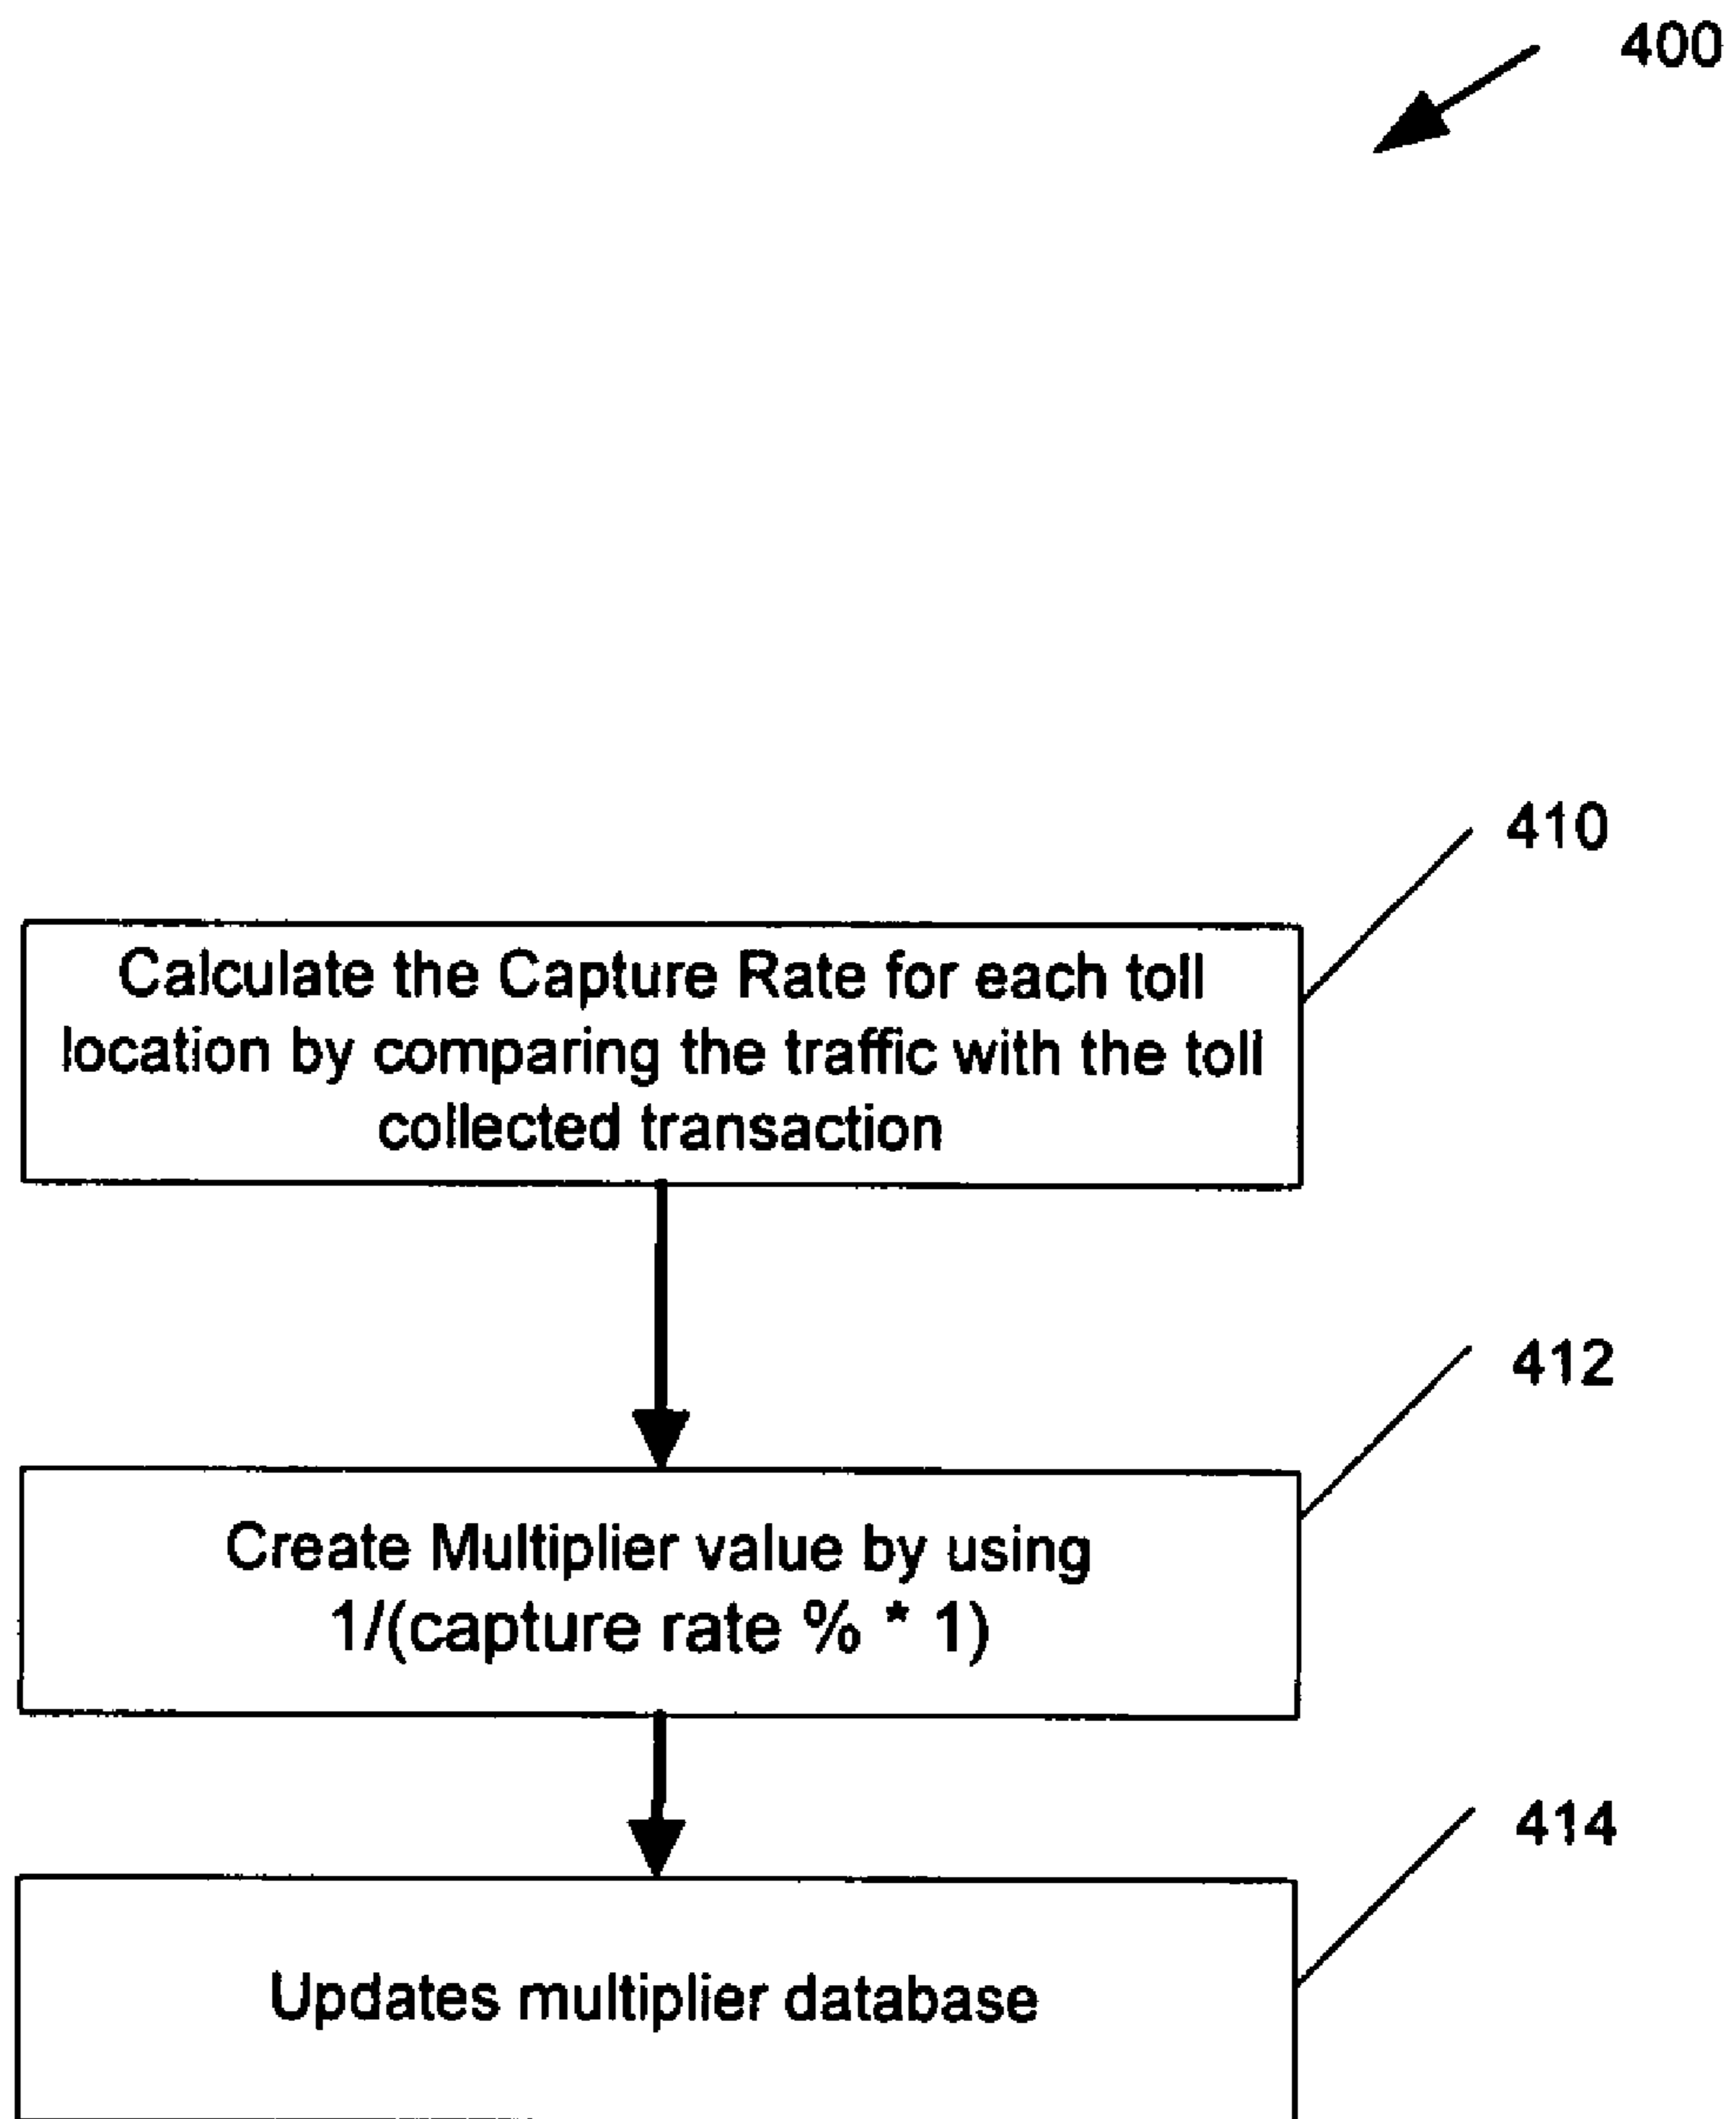 400
410
Calculate the Capture Rate for each toll
location by comparing the traffic with the toll
collected transaction
412
Create Multiplier value by using
1/(capture rate % * 1)
414
Updates multiplier database